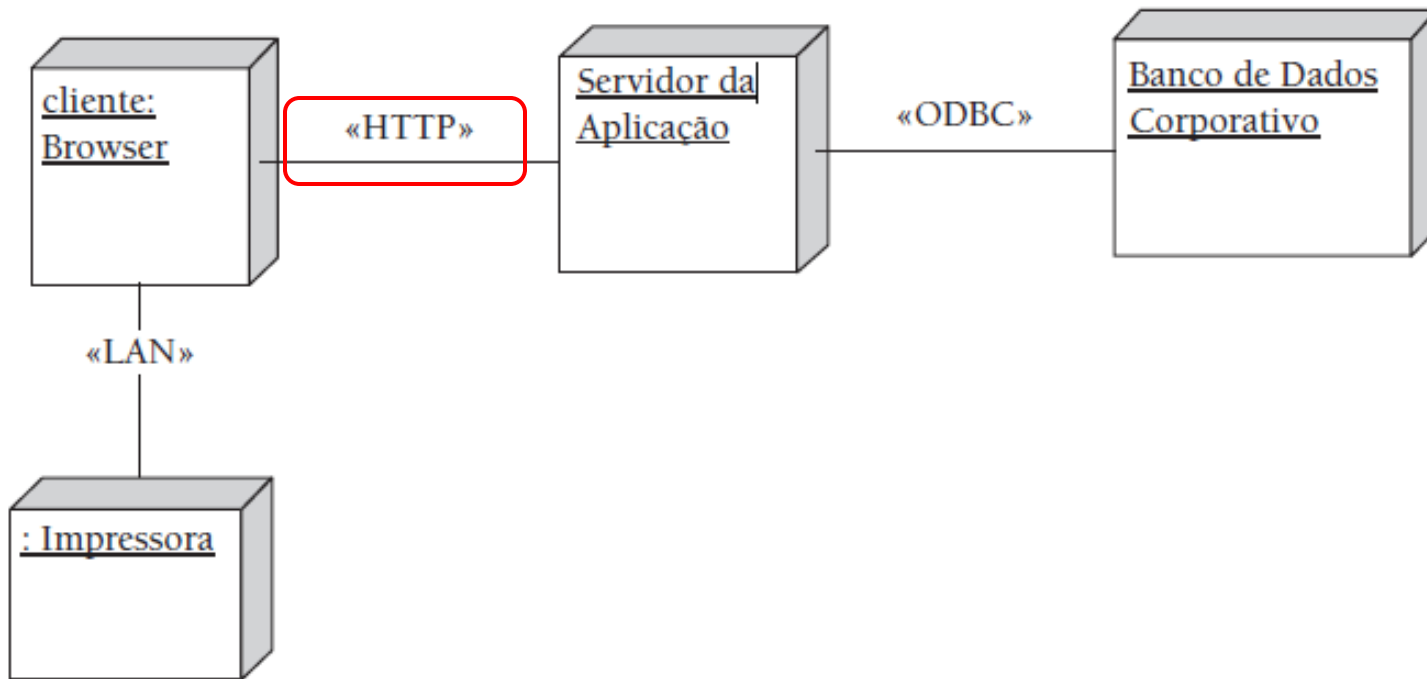 cliente:
Browser
«HTTP»
Servidor da
Aplicação
«ODBC»
Banco de Dados
Corporativo
«LAN»
: Impressora